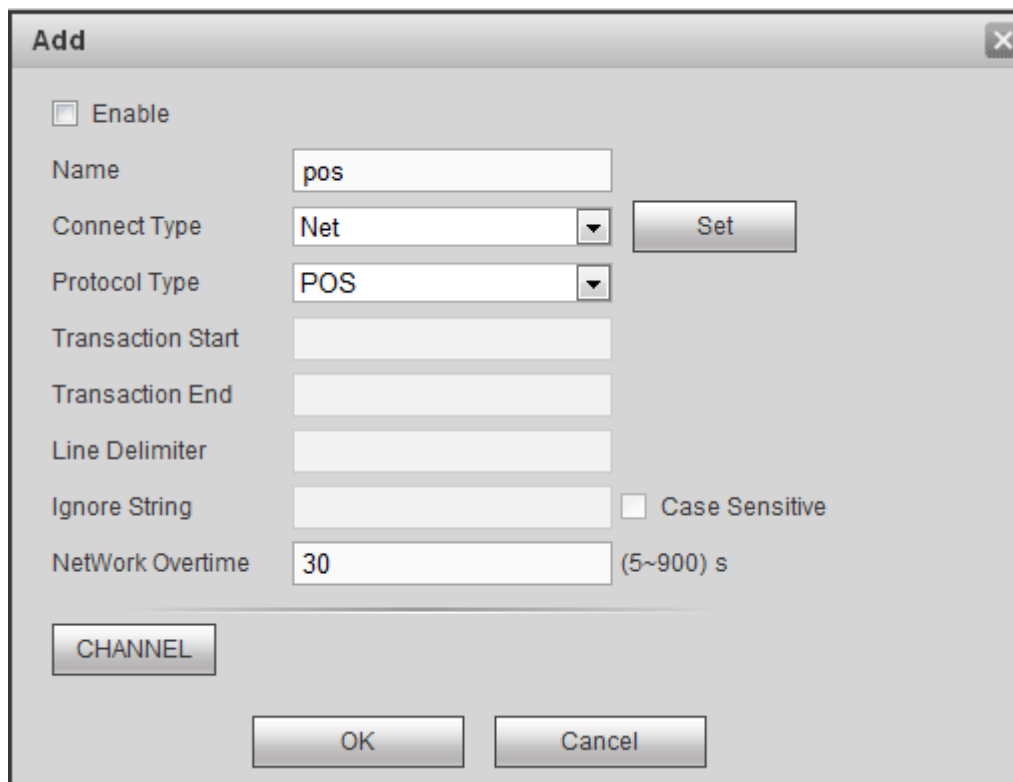 Add
Enable
Name pos
Connect Type Net Set
Protocol Type POS
Transaction Start
Transaction End
Line Delimiter
Ignore String Case Sensitive
NetWork Overtime 30 (5~900) s
CHANNEL
OK Cancel